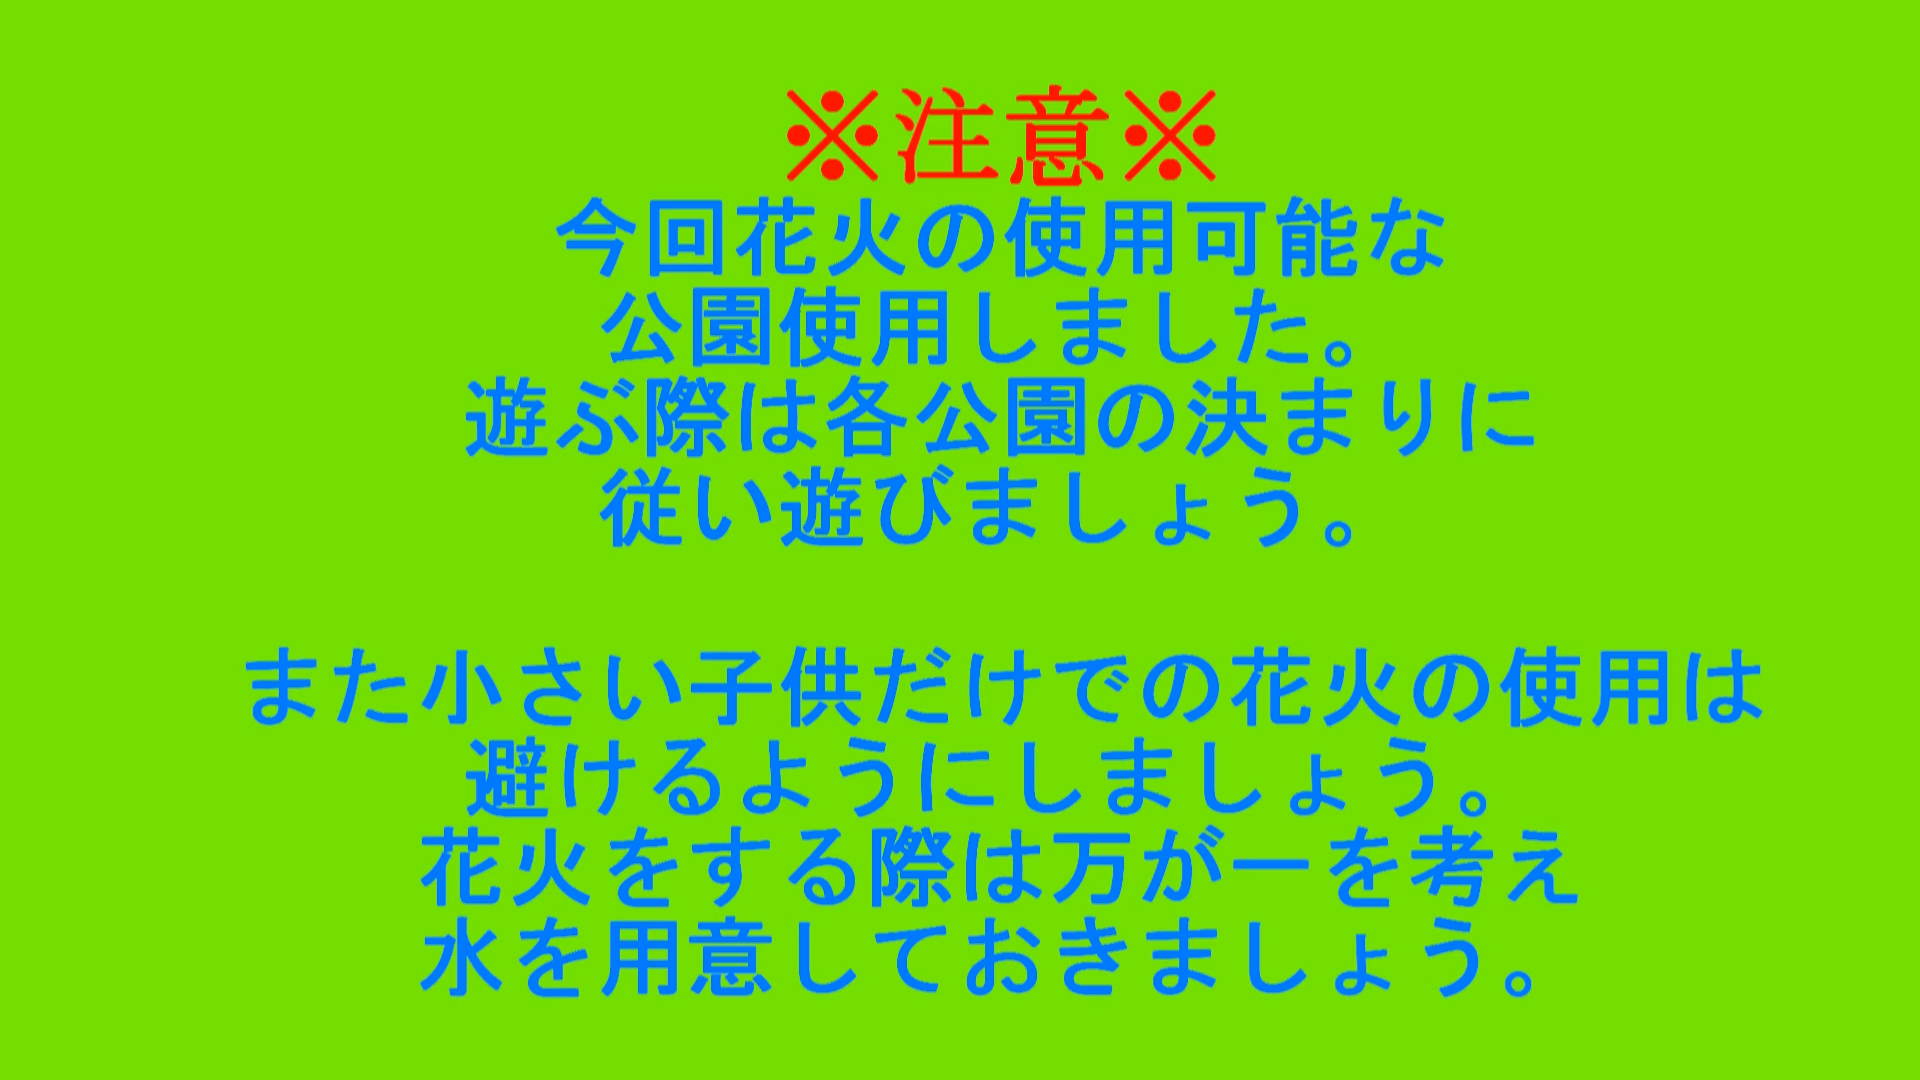 ※注意※
今回花火の使用可能な
公園使用しました。
遊ぶ際は各公園の決まりに
従い遊びましょう。
また小さい子供だけでの花火の使用は
避けるようにしましょう。
花火をする際は万が一を考え
水を用意しておきましょう。